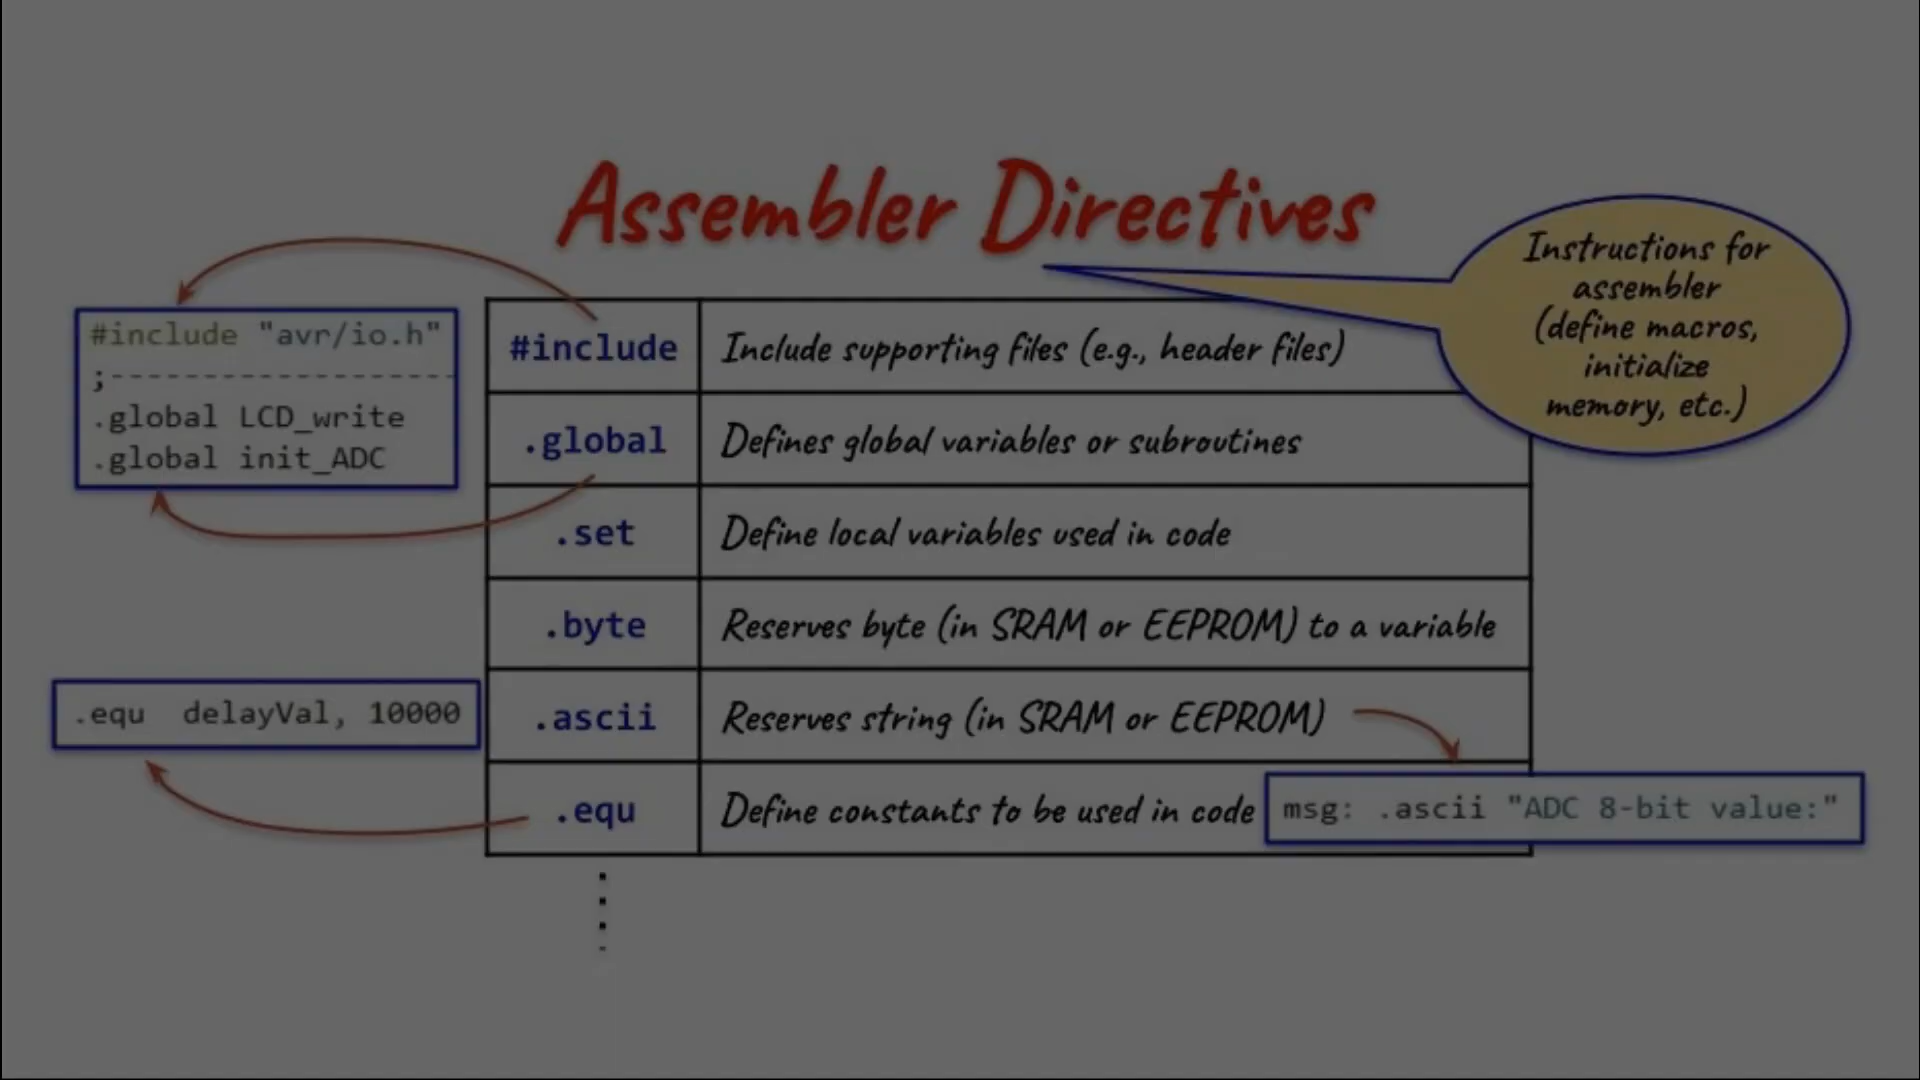 Assembler Directives
Instructions for
assembler
(define macros,
initialize
memory, etc.)
#include "avr/io.h"
;-------------------
.global LCD_write
.global init_ADC
#include Include supporting files (e.g., header files)
.global Defines global variables or subroutines
.set Define local variables used in code
.byte Reserves byte (in SRAM or EEPROM) to a variable
.equ delayVal, 10000
.ascii Reserves string (in SRAM or EEPROM)
.equ Define constants to be used in code
msg: .ascii "ADC 8-bit value:"